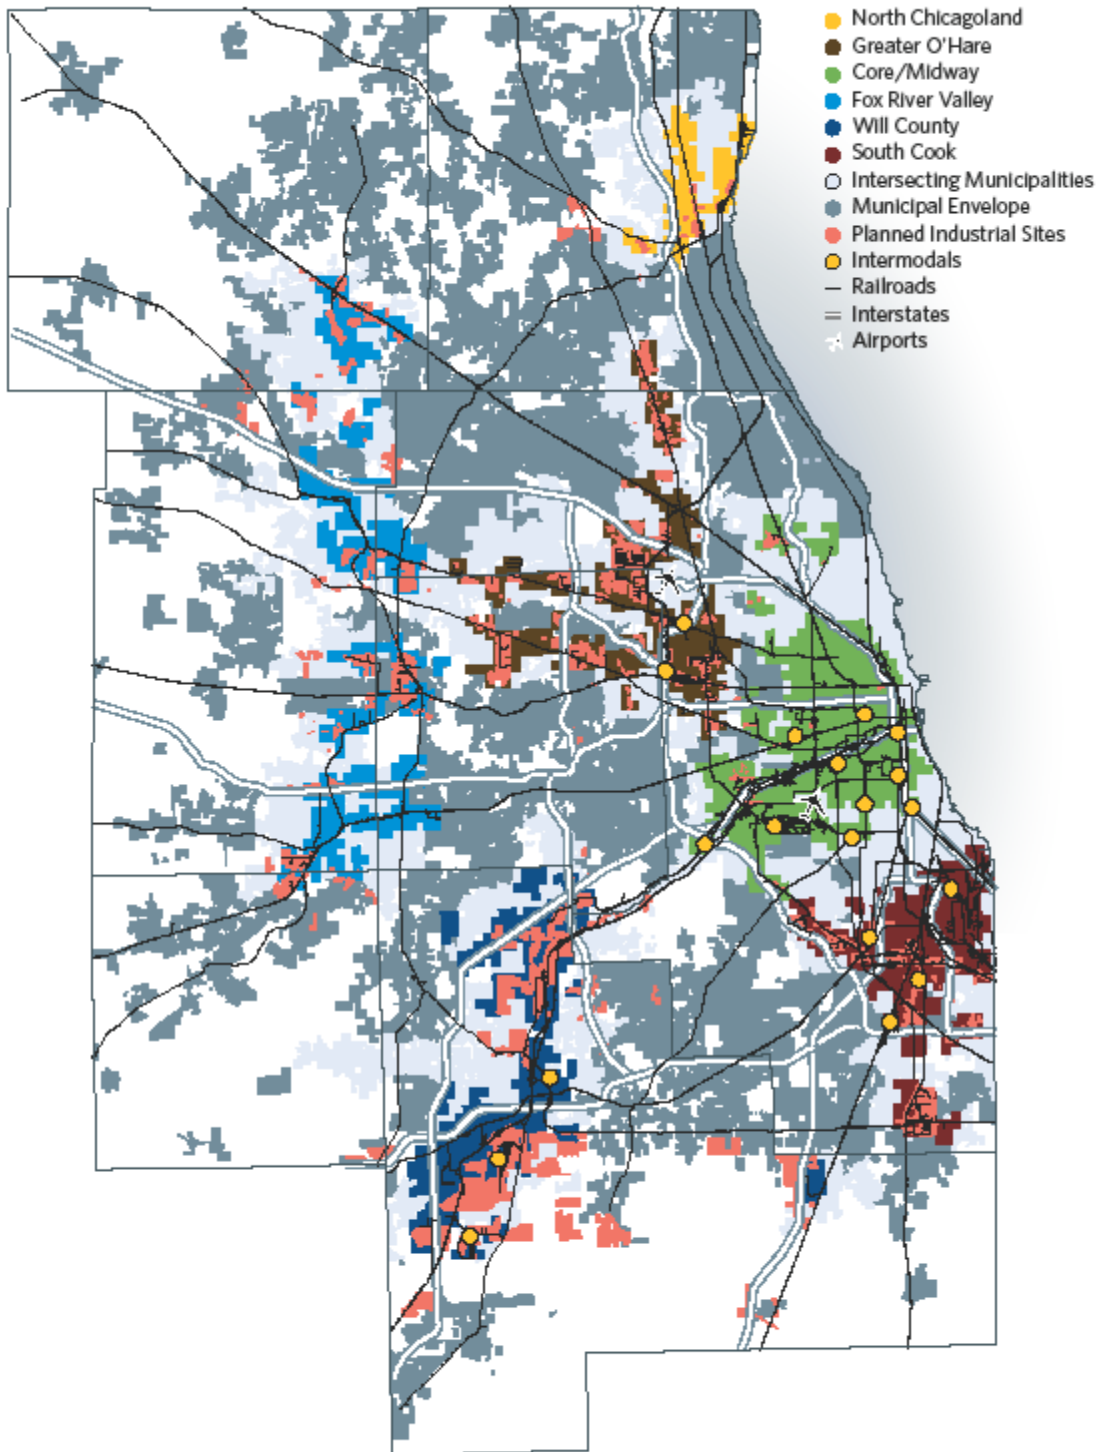 North Chicagoland
Greater O'Hare
Core/Midway
Fox River Valley
Will County
South Cook
Intersecting Municipalities
Municipal Envelope
Planned Industrial Sites
Intermodals
Railroads
Interstates
Airports